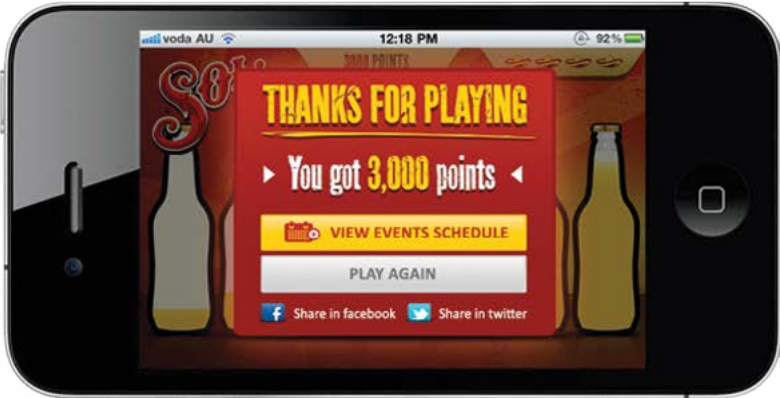 voda AU 12:18 PM 92%
Sol
3000 POINTS
THANKS FOR PLAYING
You got 3,000 points
VIEW EVENTS SCHEDULE
PLAY AGAIN
Share in facebook Share in twitter